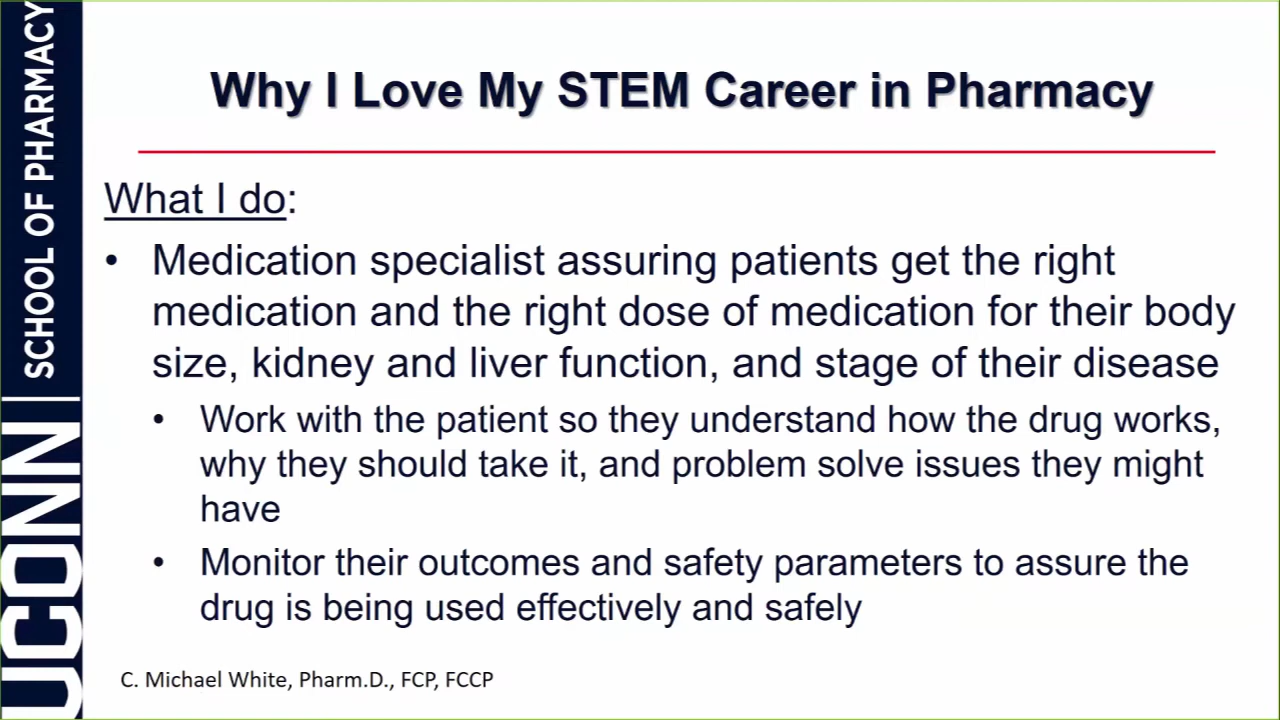 Why I Love My STEM Career in Pharmacy
What I do:
• Medication specialist assuring patients get the right
medication and the right dose of medication for their body
size, kidney and liver function, and stage of their disease
• Work with the patient so they understand how the drug works,
why they should take it, and problem solve issues they might
have
• Monitor their outcomes and safety parameters to assure the
drug is being used effectively and safely
C. Michael White, Pharm.D., FCP, FCCP
UCONN | SCHOOL OF PHARMACY